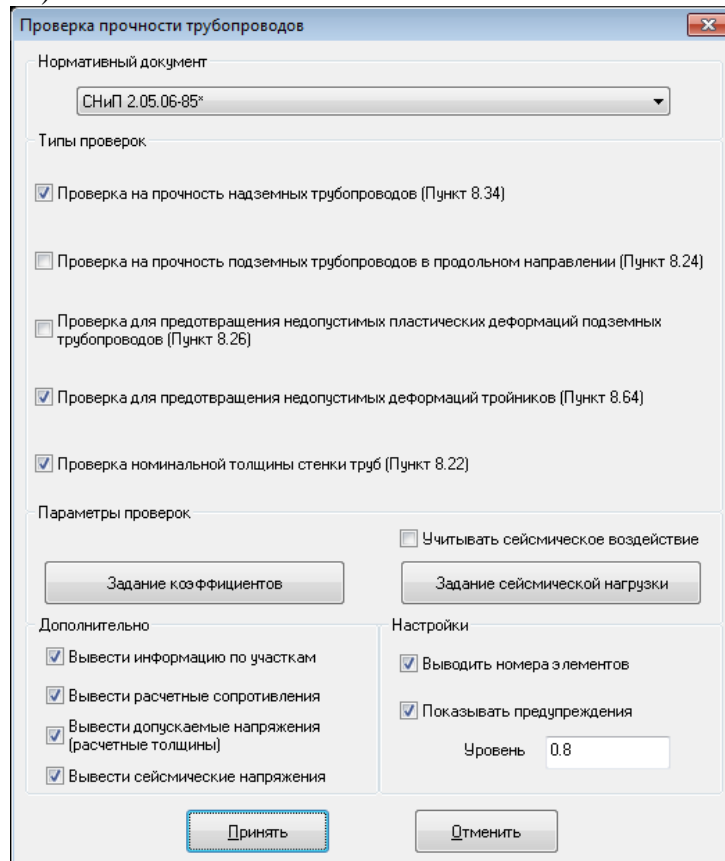 Проверка прочности трубопроводов
Нормативный документ
СНиП 2.05.06-85*
Типы проверок
Проверка на прочность надземных трубопроводов (Пункт 8.34)
Проверка на прочность подземных трубопроводов в продольном направлении (Пункт 8.24)
Проверка для предотвращения недопустимых пластических деформаций подземных
трубопроводов (Пункт 8.26)
Проверка для предотвращения недопустимых деформаций тройников (Пункт 8.64)
Проверка номинальной толщины стенки труб (Пункт 8.22)
Параметры проверок
Учитывать сейсмическое воздействие
Задание коэффициентов
Задание сейсмической нагрузки
Дополнительно
Вывести информацию по участкам
Вывести расчетные сопротивления
Вывести допускаемые напряжения
(расчетные толщины)
Вывести сейсмические напряжения
Настройки
Выводить номера элементов
Показывать предупреждения
Уровень 0.8
Принять
Отменить